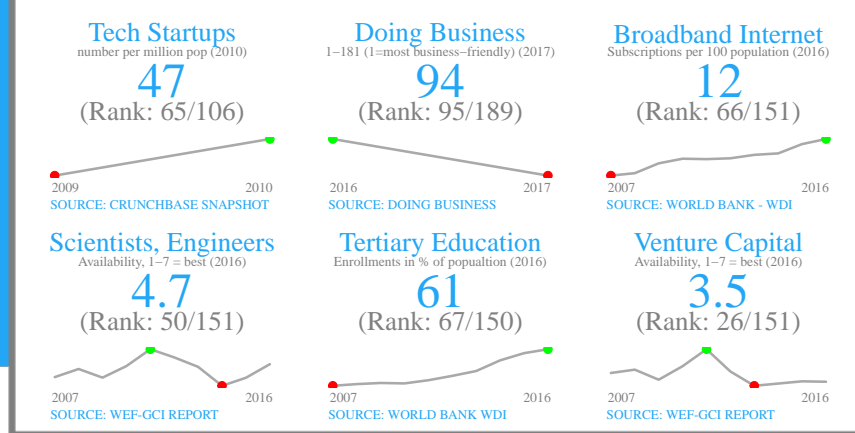 Tech Startups
number per million pop (2010)
47
(Rank: 65/106)
2009 2010
SOURCE: CRUNCHBASE SNAPSHOT
Doing Business
1−181 (1=most business−friendly) (2017)
94
(Rank: 95/189)
2016 2017
SOURCE: DOING BUSINESS
Broadband Internet
Subscriptions per 100 population (2016)
12
(Rank: 66/151)
2007 2016
SOURCE: WORLD BANK - WDI
Scientists, Engineers
Availability, 1−7 = best (2016)
4.7
(Rank: 50/151)
2007 2016
SOURCE: WEF-GCI REPORT
Tertiary Education
Enrollments in % of popualtion (2016)
61
(Rank: 67/150)
2007 2016
SOURCE: WORLD BANK WDI
Venture Capital
Availability, 1−7 = best (2016)
3.5
(Rank: 26/151)
2007 2016
SOURCE: WEF-GCI REPORT